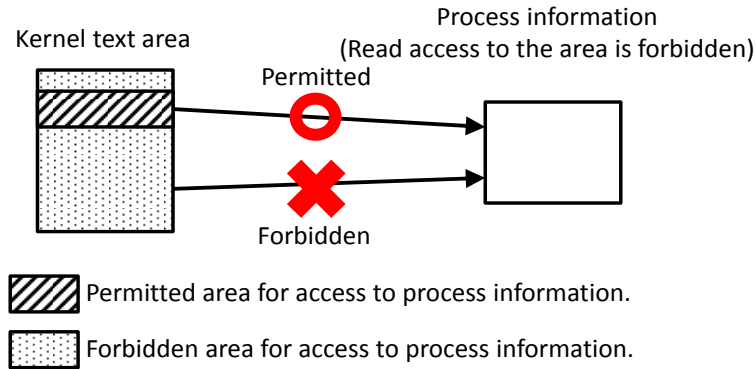 Process information
(Read access to the area is forbidden)
Kernel text area
Permitted
Forbidden
Permitted area for access to process information.
Forbidden area for access to process information.